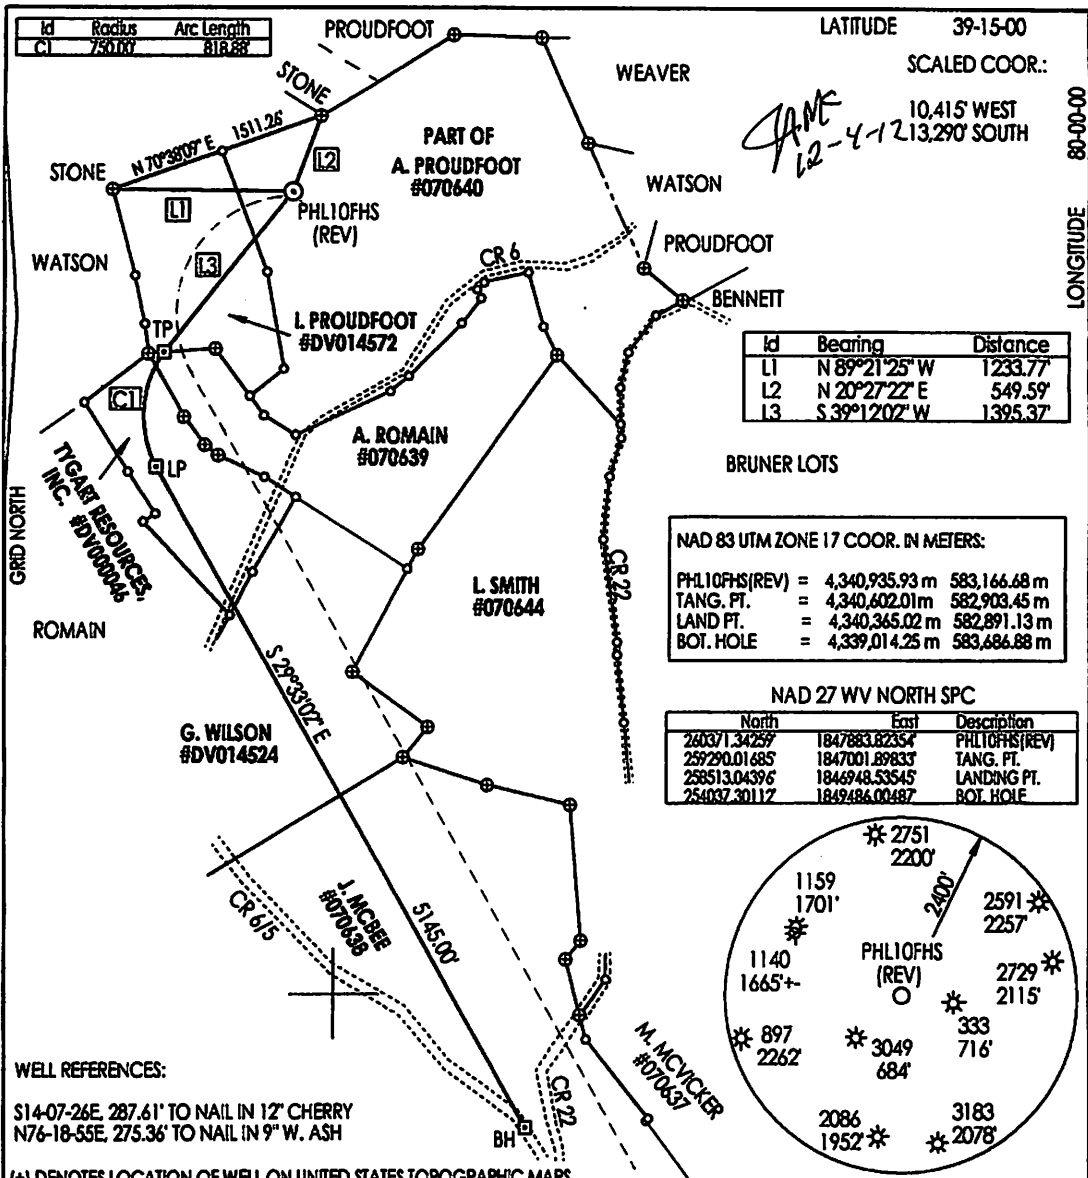 Id Radius Arc Length
C1 750.00' 818.88'
PROUDFOOT
LATITUDE 39-15-00
SCALED COOR.:
10,415' WEST
12-4-12 13,290' SOUTH
LONGITUDE 80-00-00
WEAVER
STONE
PART OF
A. PROUDFOOT
#070640
N 70°38'09" E 1511.26'
STONE
L2
L1
PHL10FHS
(REV)
WATSON
WATSON
L3
CR 6
PROUDFOOT
BENNETT
I. PROUDFOOT
#DV014572
TP
C1
Id Bearing Distance
L1 N 89°21'25" W 1233.77'
L2 N 20°27'22" E 549.59'
L3 S 39°12'02" W 1395.37'
A. ROMAIN
#070639
LP
BRUNER LOTS
TYGART RESOURCES,
INC. #DV000046
GRID NORTH
NAD 83 UTM ZONE 17 COOR. IN METERS:
PHL10FHS(REV) = 4,340,935.93 m 583,166.68 m
TANG. PT. = 4,340,602.01m 582,903.45 m
LAND PT. = 4,340,365.02 m 582,891.13 m
BOT. HOLE = 4,339,014.25 m 583,686.88 m
CR 22
L. SMITH
#070644
ROMAIN
S 29°33'02" E
NAD 27 WV NORTH SPC
North East Description
260371.34259' 1847883.82354' PHL10FHS(REV)
259290.01685' 1847001.89833' TANG. PT.
258513.04396' 1846948.53545' LANDING PT.
254037.30117' 1849486.00487' BOT. HOLE
G. WILSON
#DV014524
J. MCBEE
#070638
CR 6/5
5145.00'
2751
2200'
2400'
1159
1701'
2591
2257'
1140
1665'+-
PHL10FHS
(REV)
2729
2115'
333
716'
897
2262'
3049
684'
2086
1952'
3183
2078'
M. MCVICKER
#070637
CR 22
BH
WELL REFERENCES:
S14-07-26E, 287.61' TO NAIL IN 12" CHERRY
N76-18-55E, 275.36' TO NAIL IN 9" W. ASH
(+) DENOTES LOCATION OF WELL ON UNITED STATES TOPOGRAPHIC MAPS